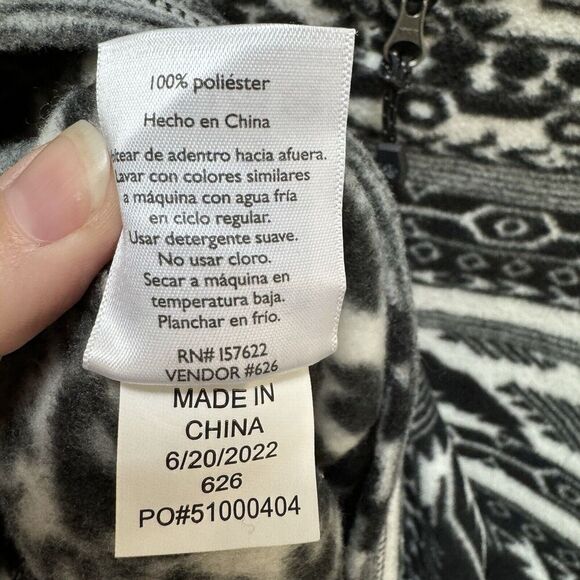 100% poliéster
Hecho en China
de adentro hacia afuera.
Lavar con colores similares
a máquina con agua fría
en ciclo regular.
Usar detergente suave.
No usar cloro.
Secar a máquina en
temperatura baja.
Planchar en frío.
RN# 157622
VENDOR #626
MADE IN
CHINA
6/20/2022
626
PO#51000404